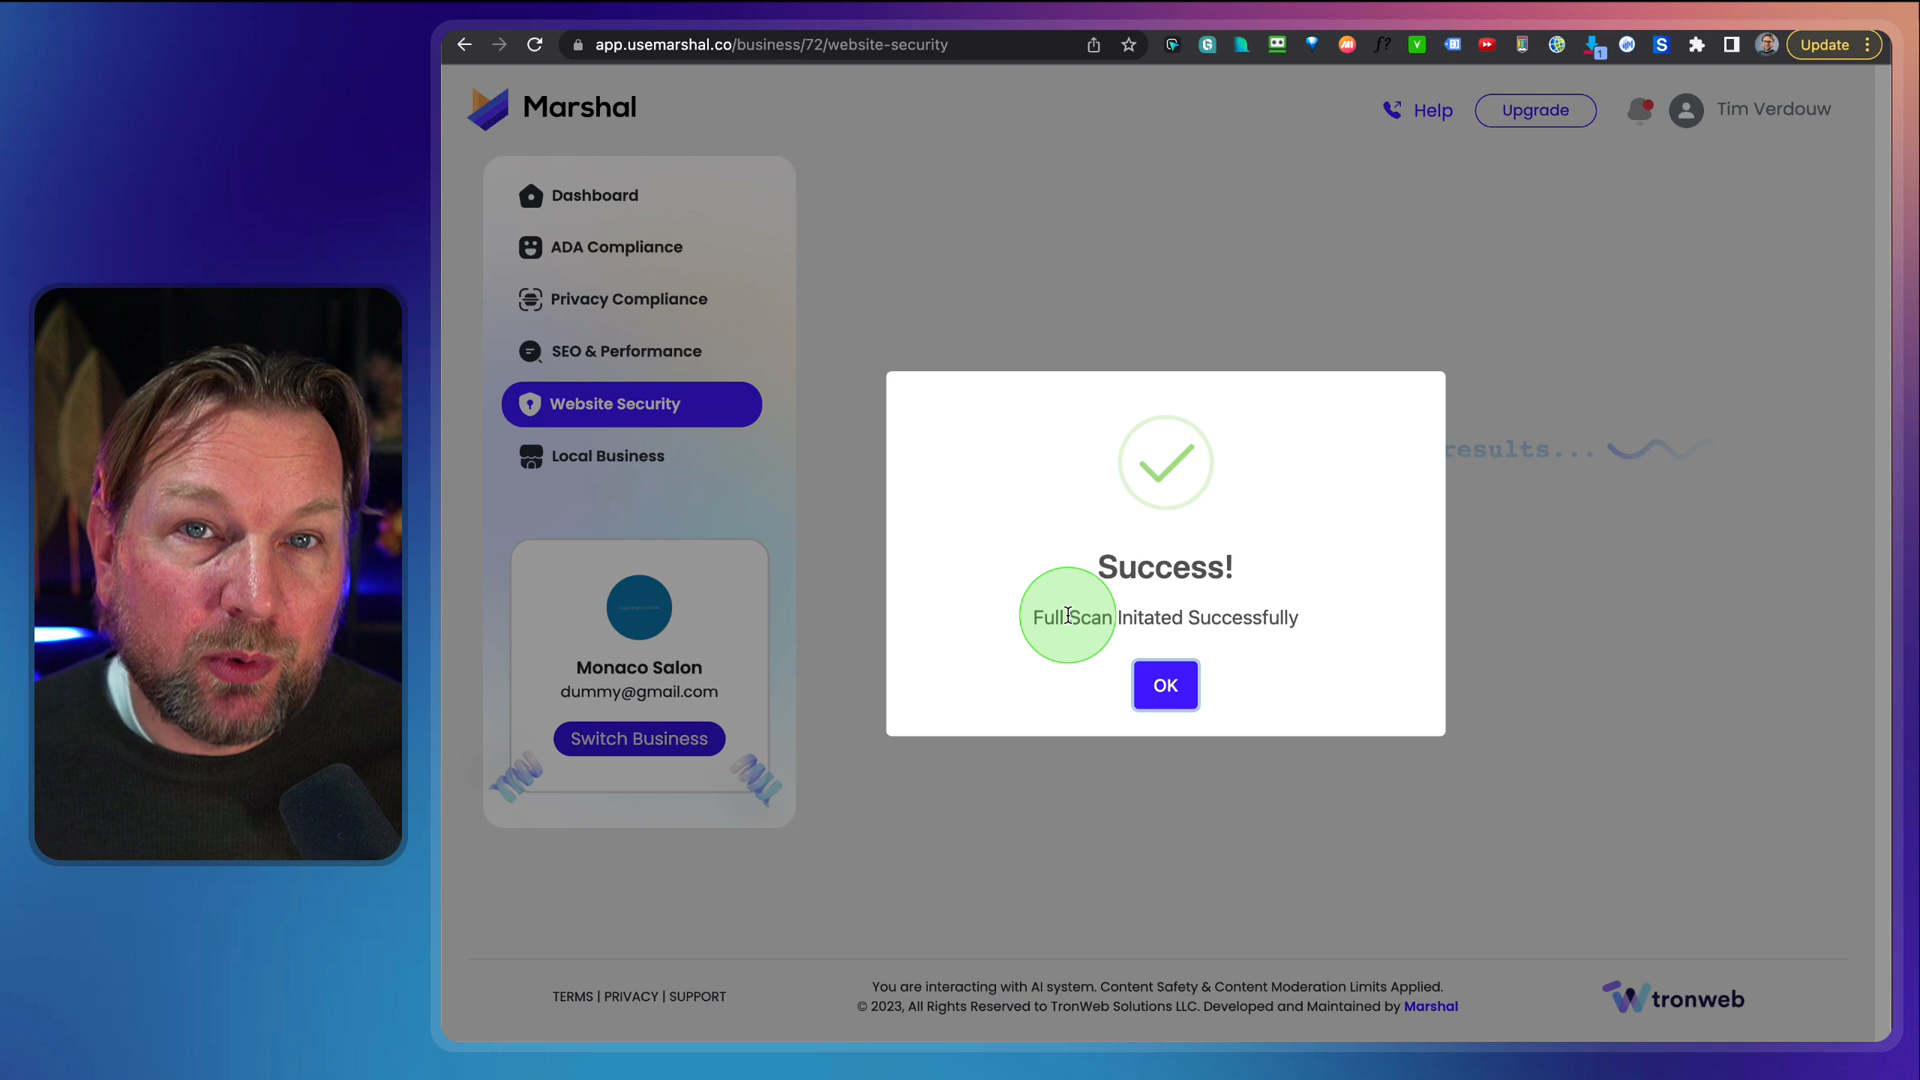 app.usemarshal.co/business/72/website-security
Update
Marshal
Help
Upgrade
Tim Verdouw
Dashboard
ADA Compliance
Privacy Compliance
SEO & Performance
Website Security
Local Business
results...
Success!
Full Scan Initated Successfully
OK
Monaco Salon
dummy@gmail.com
Switch Business
TERMS | PRIVACY | SUPPORT
You are interacting with AI system. Content Safety & Content Moderation Limits Applied.
© 2023, All Rights Reserved to TronWeb Solutions LLC. Developed and Maintained by Marshal
tronweb